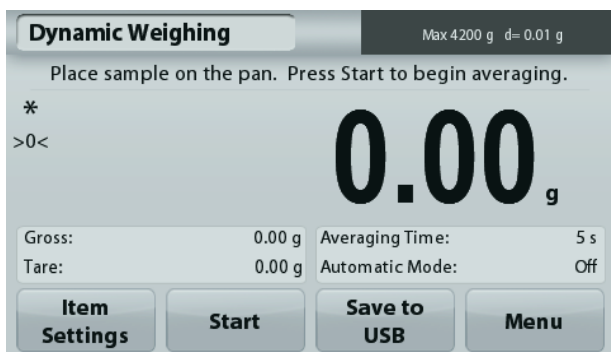 Dynamic Weighing
Max 4200 g d= 0.01 g
Place sample on the pan. Press Start to begin averaging.
*
>0<
0.00 g
Gross: 0.00 g
Tare: 0.00 g
Averaging Time: 5 s
Automatic Mode: Off
Item Settings
Start
Save to USB
Menu